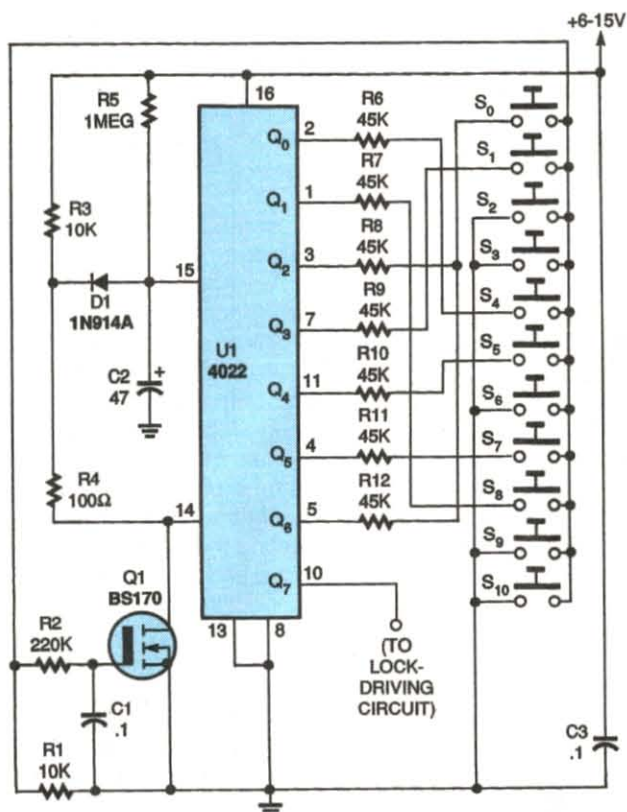 +6-15V
R5
1MEG
16
R6
45K
S₀
Q₀
2
R7
45K
S₁
R3
10K
Q₁
1
R8
45K
S₂
15
Q₂
3
R9
45K
S₃
D1
1N914A
Q₃
7
R10
45K
S₄
U1
4022
C2
47
+
Q₄
11
R11
45K
S₅
Q₅
4
R12
45K
S₆
R4
100Ω
Q₆
5
S₇
14
Q₇
10
S₈
Q1
BS170
S₉
R2
220K
13
8
(TO
LOCK-
DRIVING
CIRCUIT)
S₁₀
C1
.1
C3
.1
R1
10K